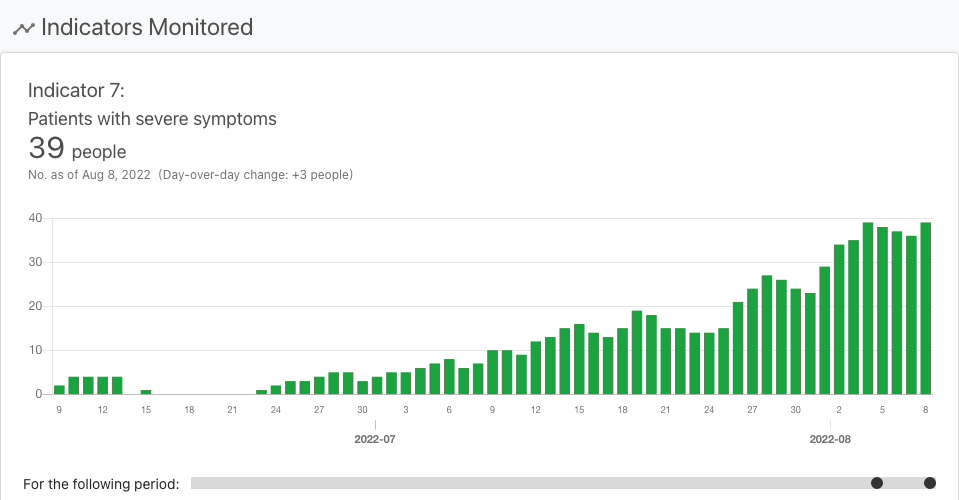 Indicators Monitored
Indicator 7:
Patients with severe symptoms
39 people
No. as of Aug 8, 2022 (Day-over-day change: +3 people)
40
30
20
10
0
9 12 15 18 21 24 27 30 3 6 9 12 15 18 21 24 27 30 2 5 8
2022-07 2022-08
For the following period: